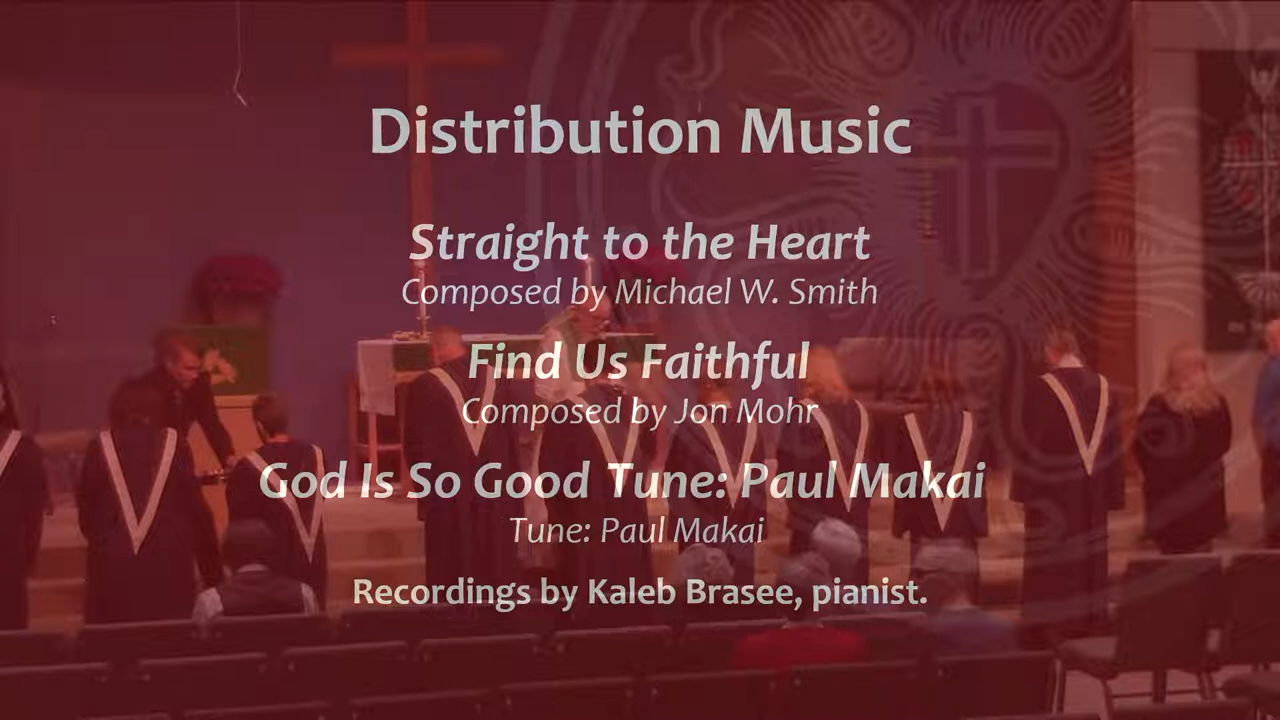 Distribution Music
Straight to the Heart
Composed by Michael W. Smith
Find Us Faithful
Composed by Jon Mohr
God Is So Good Tune: Paul Makai
Tune: Paul Makai
Recordings by Kaleb Brasee, pianist.